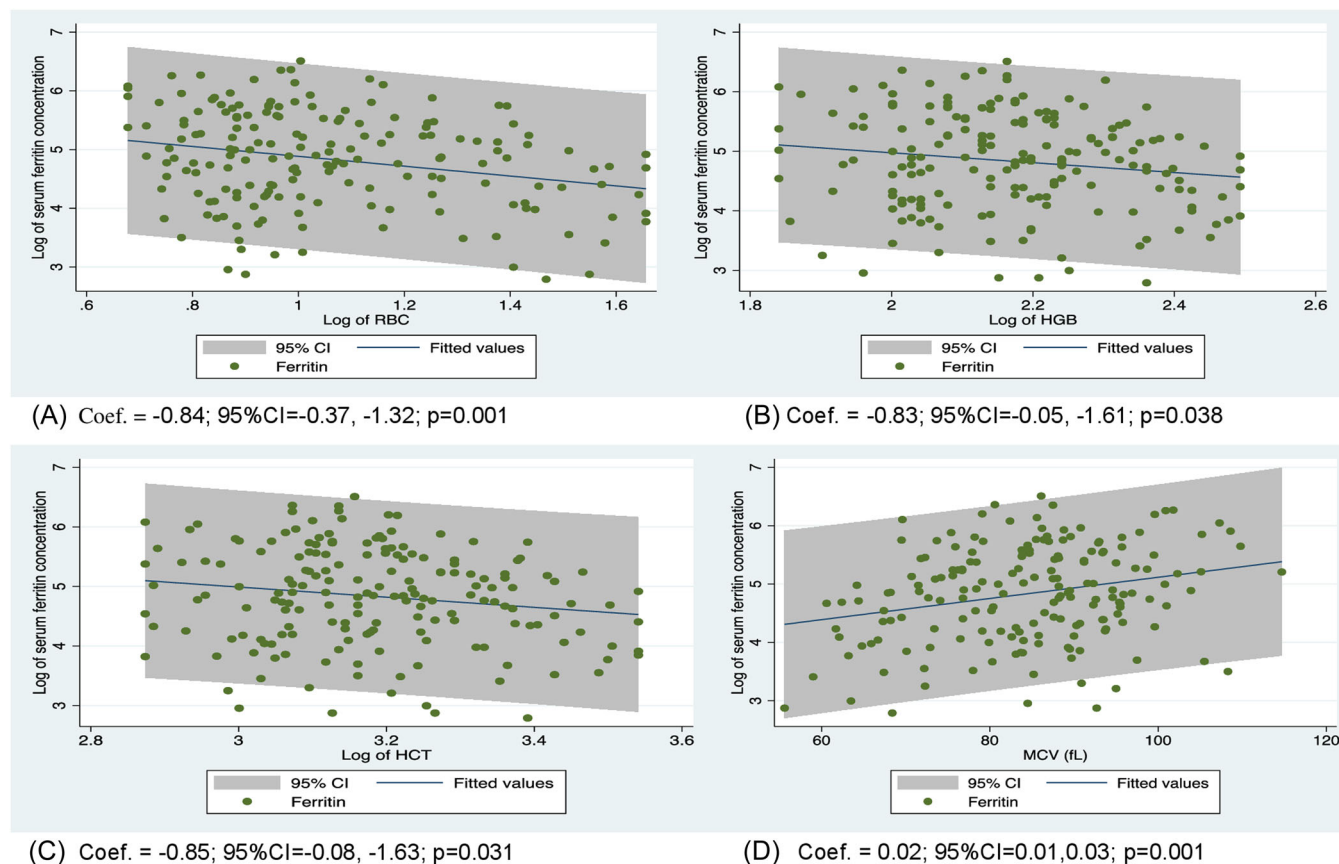 Log of serum ferritin concentration
7
6
5
4
3
.6 .8 1 1.2 1.4 1.6
Log of RBC
95% CI Fitted values
Ferritin
(A) Coef. = -0.84; 95%CI=-0.37, -1.32; p=0.001
Log of serum ferritin concentration
7
6
5
4
3
1.8 2 2.2 2.4 2.6
Log of HGB
95% CI Fitted values
Ferritin
(B) Coef. = -0.83; 95%CI=-0.05, -1.61; p=0.038
Log of serum ferritin concentration
7
6
5
4
3
2.8 3 3.2 3.4 3.6
Log of HCT
95% CI Fitted values
Ferritin
(C) Coef. = -0.85; 95%CI=-0.08, -1.63; p=0.031
Log of serum ferritin concentration
7
6
5
4
3
60 80 100 120
MCV (fL)
95% CI Fitted values
Ferritin
(D) Coef. = 0.02; 95%CI=0.01,0.03; p=0.001